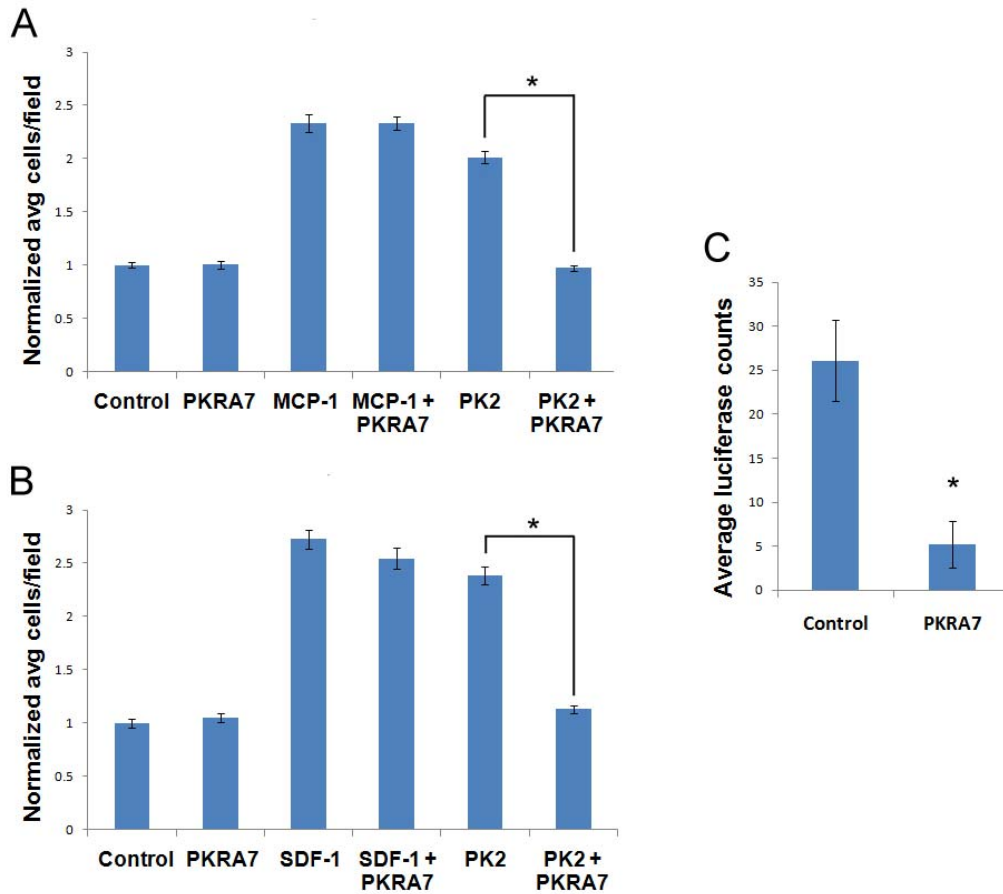 A
Normalized avg cells/field
3
2.5
2
1.5
1
0.5
0
*
Control PKRA7 MCP-1 MCP-1 + PK2 PK2 +
PKRA7 PKRA7
B
Normalized avg cells/field
3
2.5
2
1.5
1
0.5
0
*
Control PKRA7 SDF-1 SDF-1 + PK2 PK2 +
PKRA7 PKRA7
C
Average luciferase counts
35
30
25
20
15
10
5
0
*
Control PKRA7